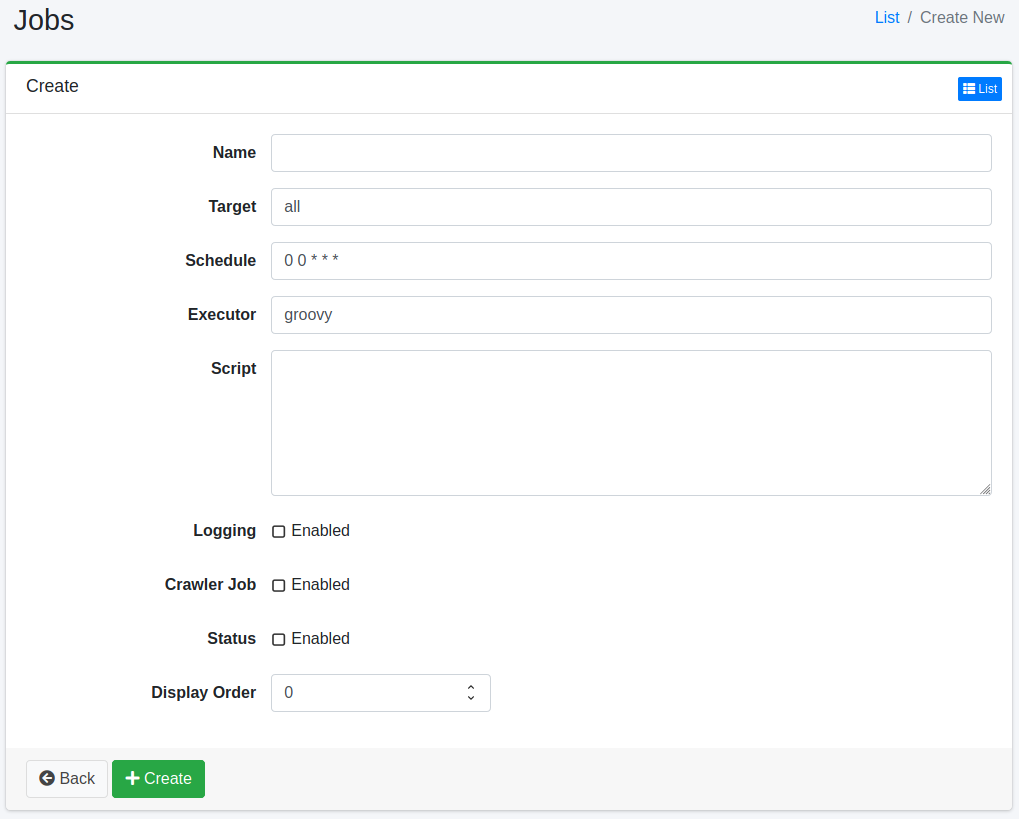 Jobs
List / Create New
Create
List
Name
Target all
Schedule 0 0 * * *
Executor groovy
Script
Logging Enabled
Crawler Job Enabled
Status Enabled
Display Order 0
Back Create